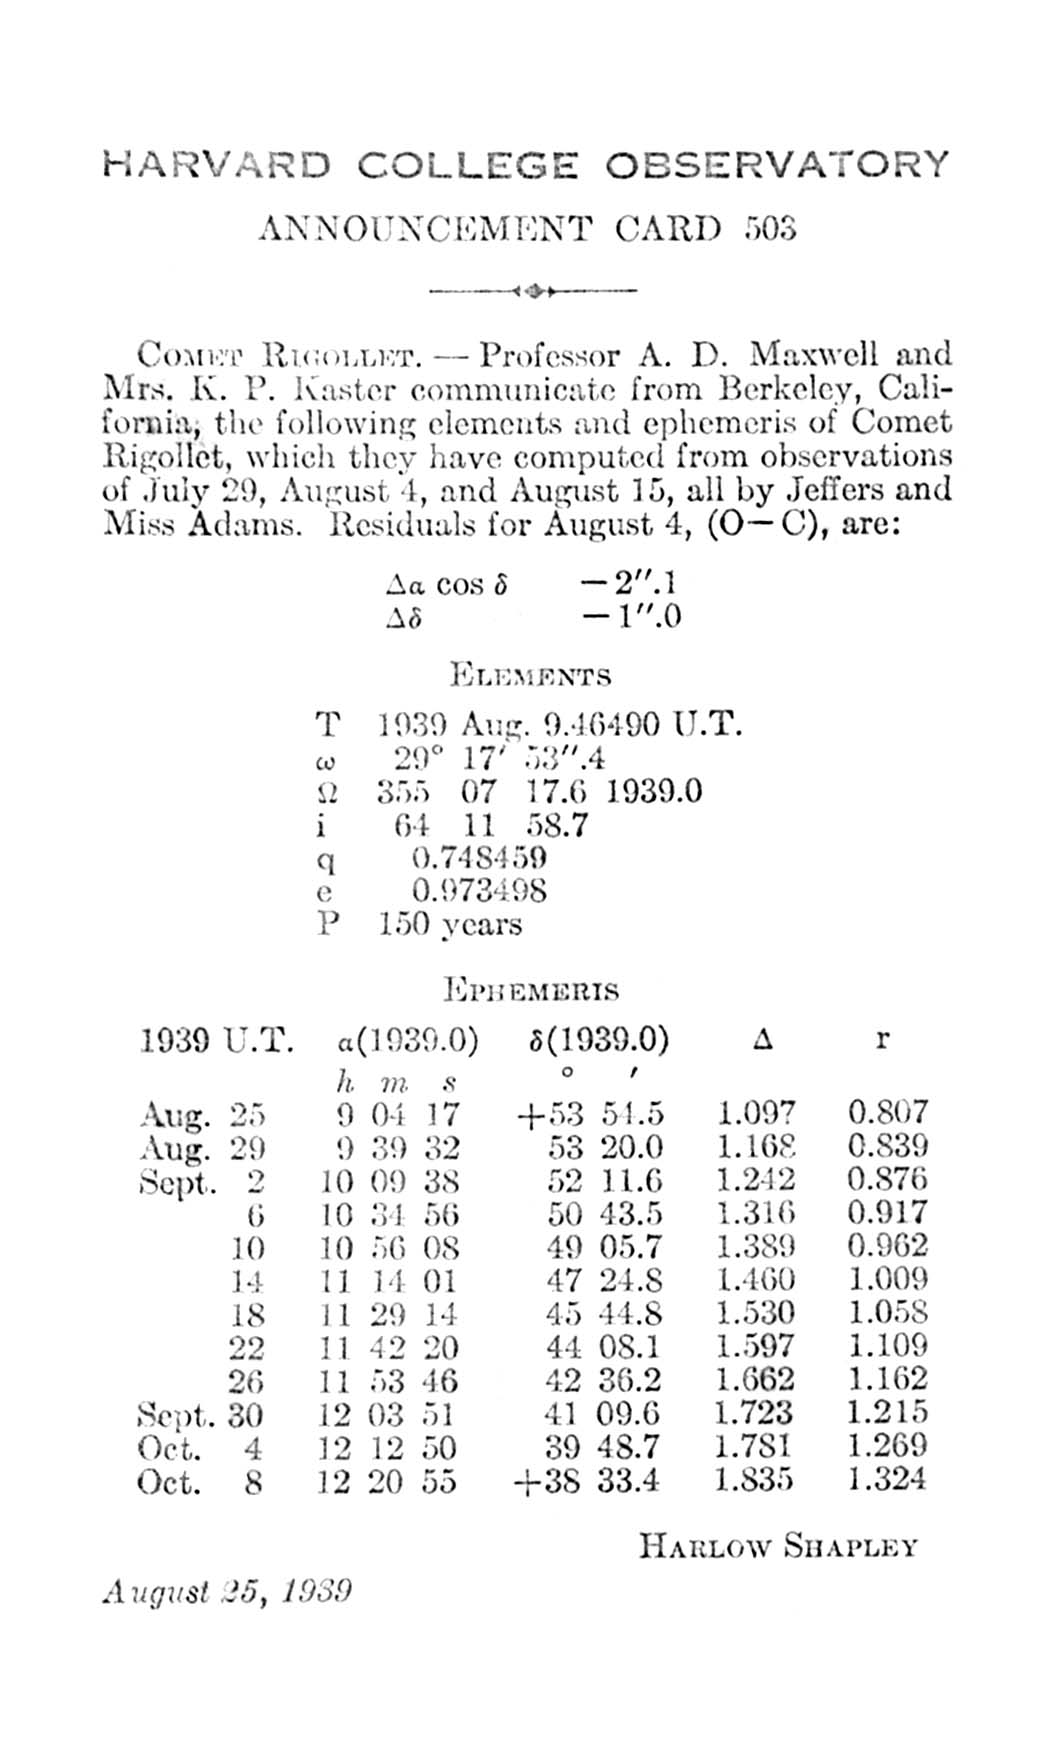 HARVARD COLLEGE OBSERVATORY
ANNOUNCEMENT CARD 503
COMET RIGOLLET. — Professor A. D. Maxwell and
Mrs. K. P. Kaster communicate from Berkeley, Cali-
fornia, the following elements and ephemeris of Comet
Rigollet, which they have computed from observations
of July 29, August 4, and August 15, all by Jeffers and
Miss Adams. Residuals for August 4, (O—C), are:
Δα cos δ —2″.1
Δδ —1″.0
ELEMENTS
T 1939 Aug. 9.46490 U.T.
ω 29° 17′ 53″.4
Ω 355 07 17.6 1939.0
i 64 11 58.7
q 0.748459
e 0.973498
P 150 years
EPHEMERIS
1939 U.T. α(1939.0) δ(1939.0) Δ r
h m s ° ′
Aug. 25 9 04 17 +53 54.5 1.097 0.807
Aug. 29 9 39 32 53 20.0 1.168 0.839
Sept. 2 10 09 38 52 11.6 1.242 0.876
6 10 34 56 50 43.5 1.316 0.917
10 10 56 08 49 05.7 1.389 0.962
14 11 14 01 47 24.8 1.460 1.009
18 11 29 14 45 44.8 1.530 1.058
22 11 42 20 44 08.1 1.597 1.109
26 11 53 46 42 36.2 1.662 1.162
Sept. 30 12 03 51 41 09.6 1.723 1.215
Oct. 4 12 12 50 39 48.7 1.781 1.269
Oct. 8 12 20 55 +38 33.4 1.835 1.324
HARLOW SHAPLEY
August 25, 1939